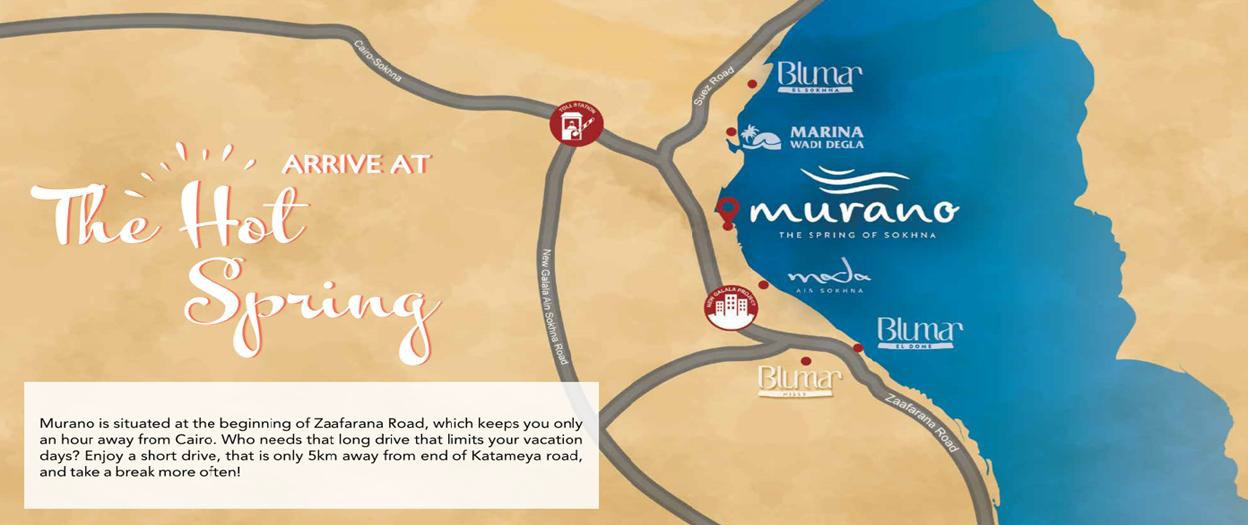 Cairo-Sokhna
TOLL STATION
Suez Road
Blumar
EL SOKHNA
MARINA
WADI DEGLA
ARRIVE AT
The Hot
Spring
murano
THE SPRING OF SOKHNA
New Galala Ain Sokhna Road
moda
AIN SOKHNA
NEW GALALA PROJECT
Blumar
EL DOME
Blumar
HILLS
Zaafarana Road
Murano is situated at the beginning of Zaafarana Road, which keeps you only
an hour away from Cairo. Who needs that long drive that limits your vacation
days? Enjoy a short drive, that is only 5km away from end of Katameya road,
and take a break more often!